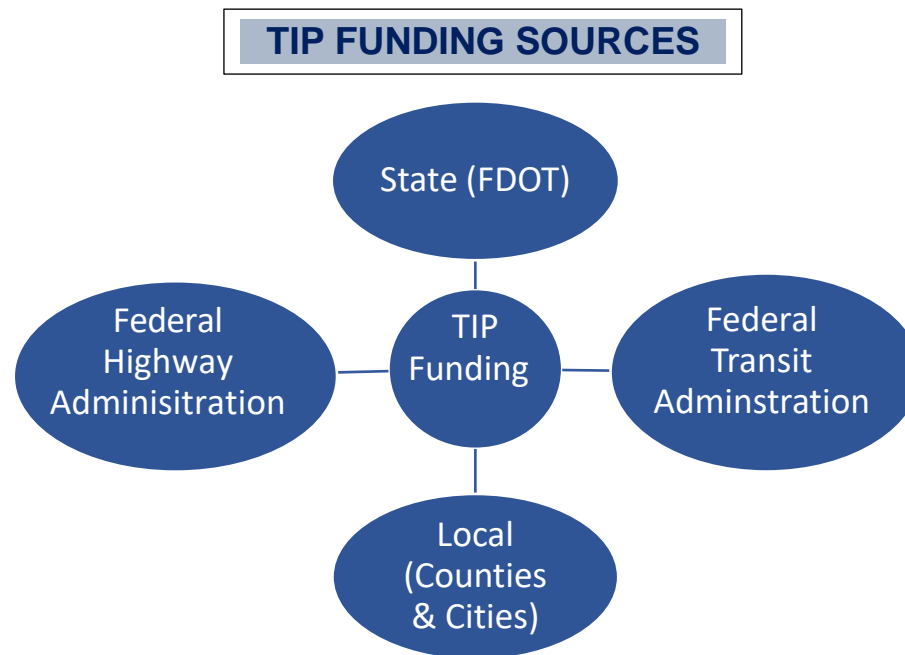 TIP FUNDING SOURCES
State (FDOT)
Federal
Highway
Adminisitration
TIP
Funding
Federal
Transit
Adminstration
Local
(Counties
& Cities)